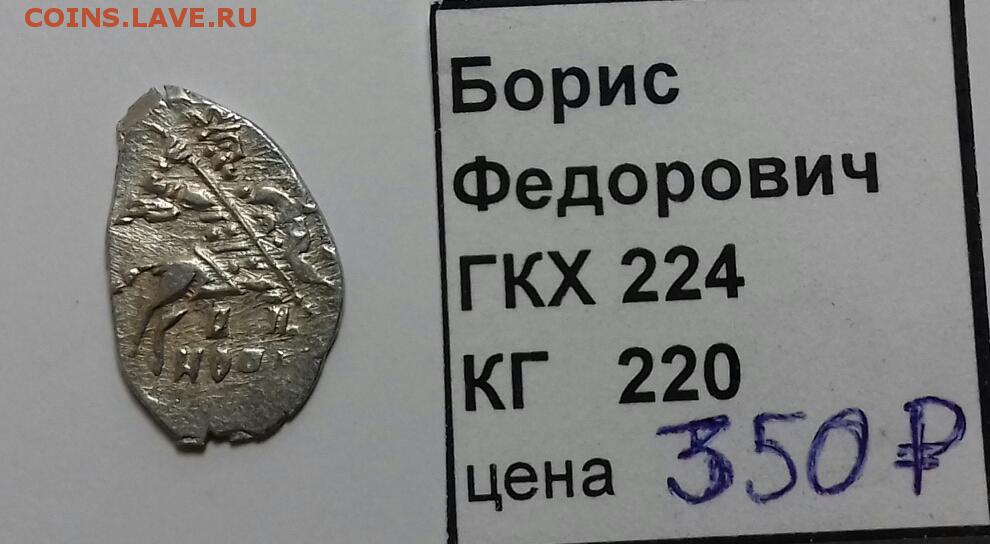 COINS.LAVE.RU
Борис
Федорович
ГКХ 224
КГ 220
цена 350 ₽